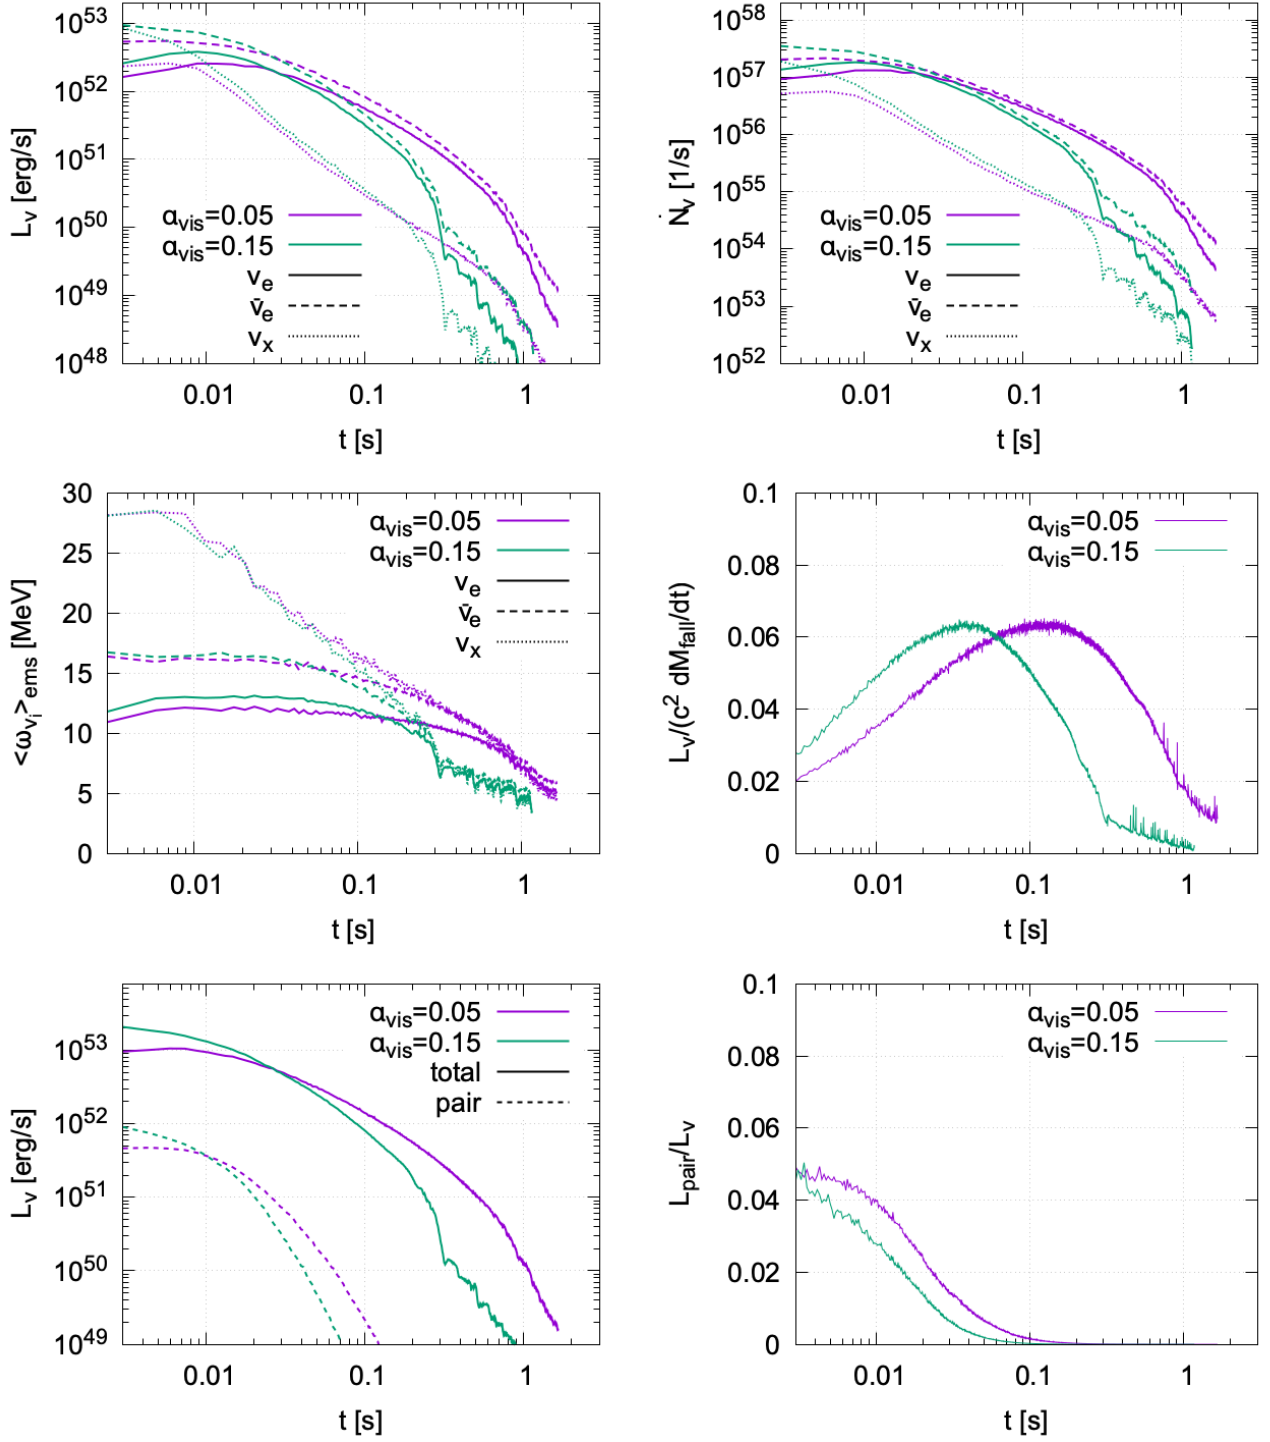 10^53
10^52
10^51
10^50
10^49
10^48
L_ν [erg/s]
α_vis=0.05
α_vis=0.15
ν_e
ν̄_e
ν_x
0.01 0.1 1
t [s]
10^58
10^57
10^56
10^55
10^54
10^53
10^52
Ṅ_ν [1/s]
α_vis=0.05
α_vis=0.15
ν_e
ν̄_e
ν_x
0.01 0.1 1
t [s]
30
25
20
15
10
5
0
<ω_ν_i>_ems [MeV]
α_vis=0.05
α_vis=0.15
ν_e
ν̄_e
ν_x
0.01 0.1 1
t [s]
0.1
0.08
0.06
0.04
0.02
0
L_ν/(c^2 dM_fall/dt)
α_vis=0.05
α_vis=0.15
0.01 0.1 1
t [s]
10^53
10^52
10^51
10^50
10^49
L_ν [erg/s]
α_vis=0.05
α_vis=0.15
total
pair
0.01 0.1 1
t [s]
0.1
0.08
0.06
0.04
0.02
0
L_pair/L_ν
α_vis=0.05
α_vis=0.15
0.01 0.1 1
t [s]